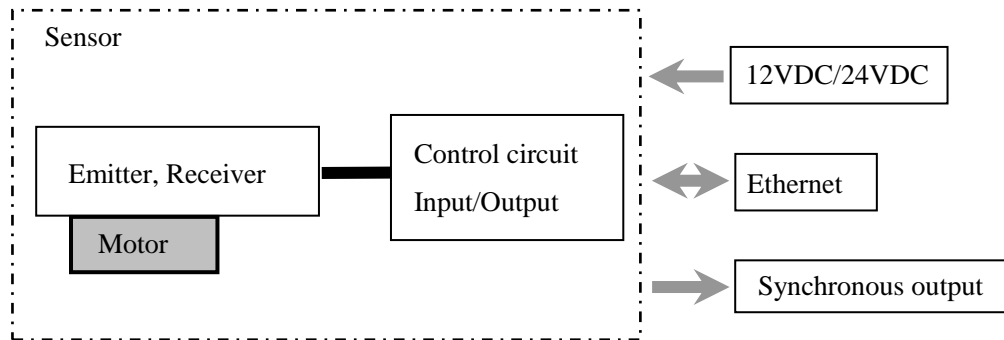 Sensor
Emitter, Receiver
Motor
Control circuit
Input/Output
12VDC/24VDC
Ethernet
Synchronous output